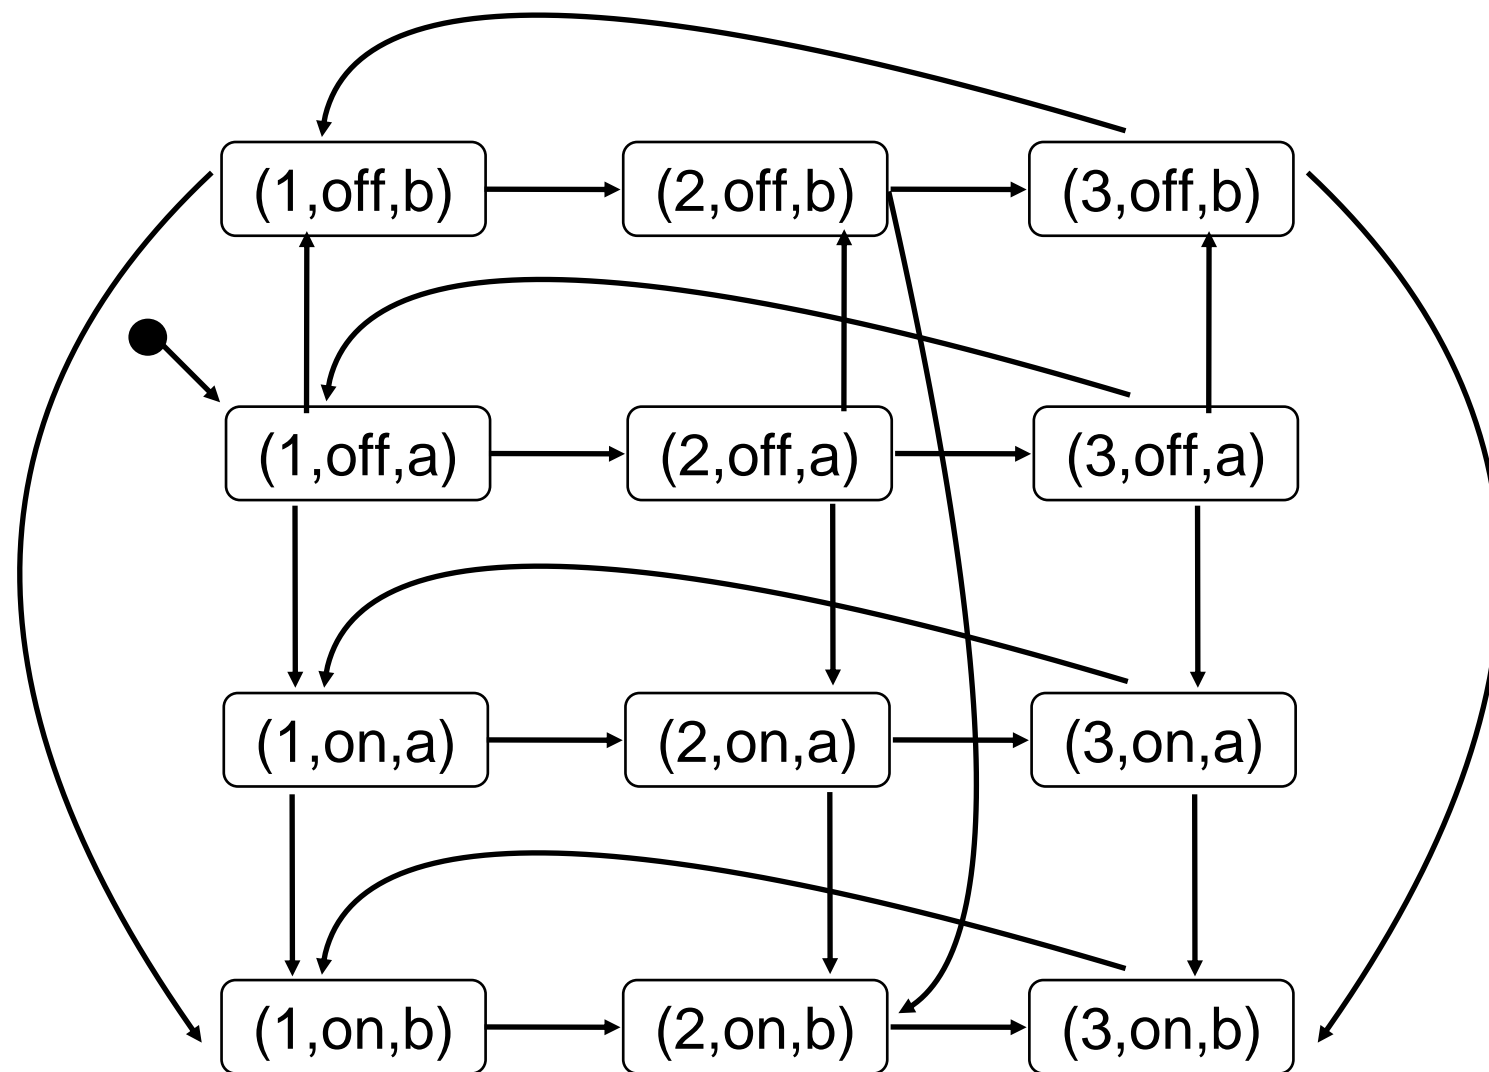 (1,off,b) (2,off,b) (3,off,b)
(1,off,a) (2,off,a) (3,off,a)
(1,on,a) (2,on,a) (3,on,a)
(1,on,b) (2,on,b) (3,on,b)